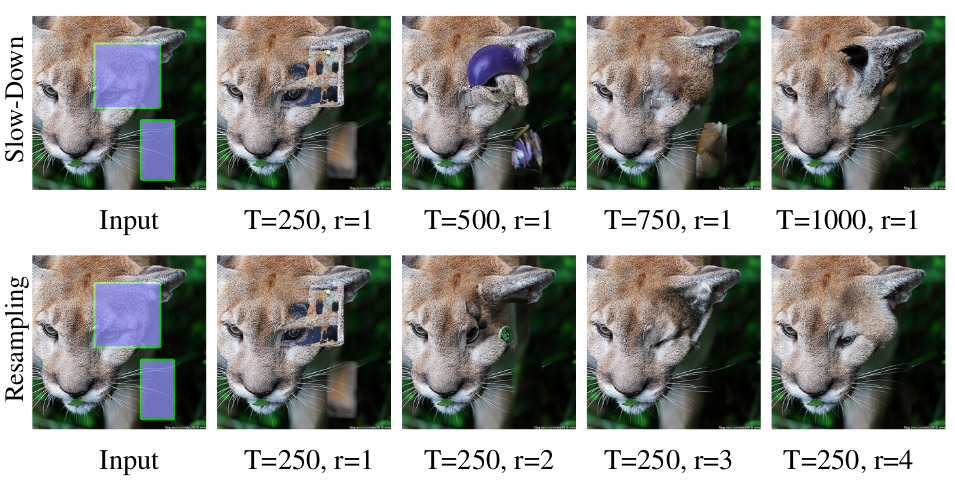 Slow-Down
Input
T=250, r=1
T=500, r=1
T=750, r=1
T=1000, r=1
Resampling
Input
T=250, r=1
T=250, r=2
T=250, r=3
T=250, r=4